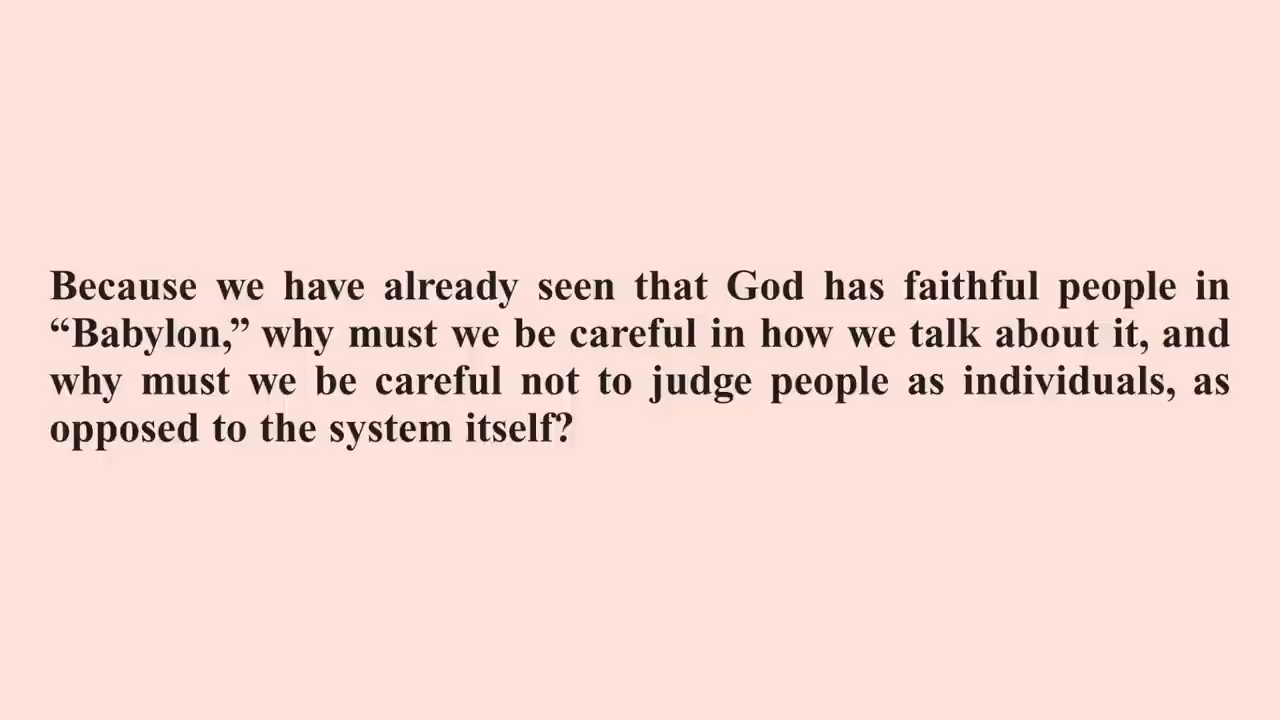 Because we have already seen that God has faithful people in
“Babylon,” why must we be careful in how we talk about it, and
why must we be careful not to judge people as individuals, as
opposed to the system itself?